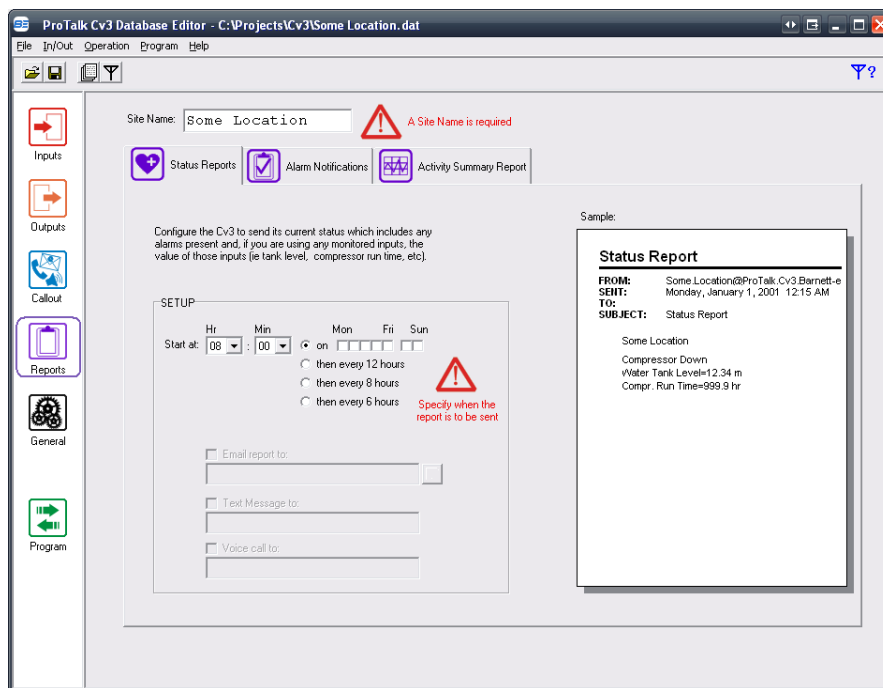 ProTalk Cv3 Database Editor - C:\Projects\Cv3\Some Location.dat
File In/Out Operation Program Help
?
Site Name: Some Location A Site Name is required
Inputs
Outputs
Callout
Reports
General
Program
Status Reports Alarm Notifications Activity Summary Report
Configure the Cv3 to send its current status which includes any
alarms present and, if you are using any monitored inputs, the
value of those inputs (ie tank level, compressor run time, etc).
SETUP
Hr Min Mon Fri Sun
Start at: 08 : 00 on
then every 12 hours
then every 8 hours
then every 6 hours
Specify when the
report is to be sent
Email report to:
Text Message to:
Voice call to:
Sample:
Status Report
FROM: Some.Location@ProTalk.Cv3.Barnett-e
SENT: Monday, January 1, 2001 12:15 AM
TO:
SUBJECT: Status Report
Some Location
Compressor Down
Water Tank Level=12.34 m
Compr. Run Time=999.9 hr